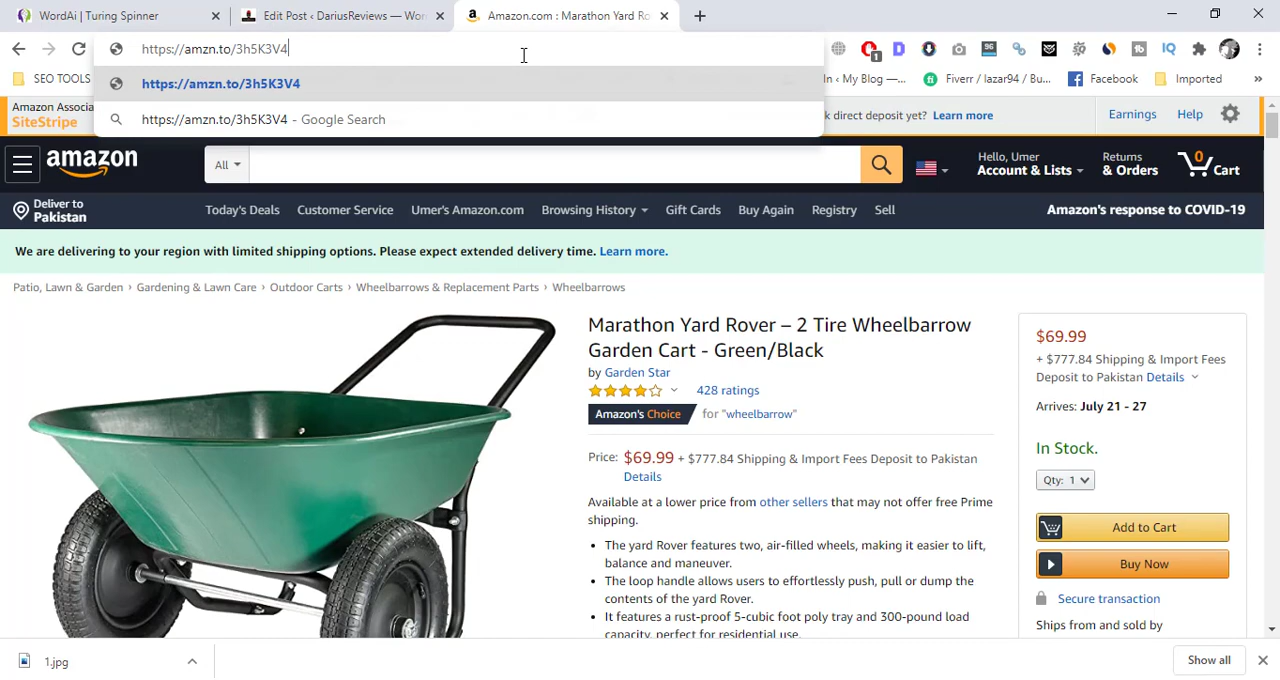 WordAi | Turing Spinner
Edit Post ‹ DariusReviews — Wor
Amazon.com : Marathon Yard Ro
https://amzn.to/3h5K3V4
96
1
IQ
SEO TOOLS
https://amzn.to/3h5K3V4
In ‹ My Blog —...
Fiverr / lazar94 / Bu...
Facebook
Imported
»
https://amzn.to/3h5K3V4 - Google Search
Amazon Associa
SiteStripe
k direct deposit yet? Learn more
Earnings
Help
amazon
All
Hello, Umer
Account & Lists
Returns
& Orders
0
Cart
Deliver to
Pakistan
Today's Deals Customer Service Umer's Amazon.com Browsing History Gift Cards Buy Again Registry Sell
Amazon's response to COVID-19
We are delivering to your region with limited shipping options. Please expect extended delivery time. Learn more.
Patio, Lawn & Garden › Gardening & Lawn Care › Outdoor Carts › Wheelbarrows & Replacement Parts › Wheelbarrows
Marathon Yard Rover – 2 Tire Wheelbarrow
Garden Cart - Green/Black
by Garden Star
428 ratings
Amazon's Choice for "wheelbarrow"
Price: $69.99 + $777.84 Shipping & Import Fees Deposit to Pakistan
Details
Available at a lower price from other sellers that may not offer free Prime
shipping.
• The yard Rover features two, air-filled wheels, making it easier to lift,
balance and maneuver.
• The loop handle allows users to effortlessly push, pull or dump the
contents of the yard Rover.
• It features a rust-proof 5-cubic foot poly tray and 300-pound load
capacity, perfect for residential use.
$69.99
+ $777.84 Shipping & Import Fees
Deposit to Pakistan Details
Arrives: July 21 - 27
In Stock.
Qty: 1
Add to Cart
Buy Now
Secure transaction
Ships from and sold by
1.jpg
Show all